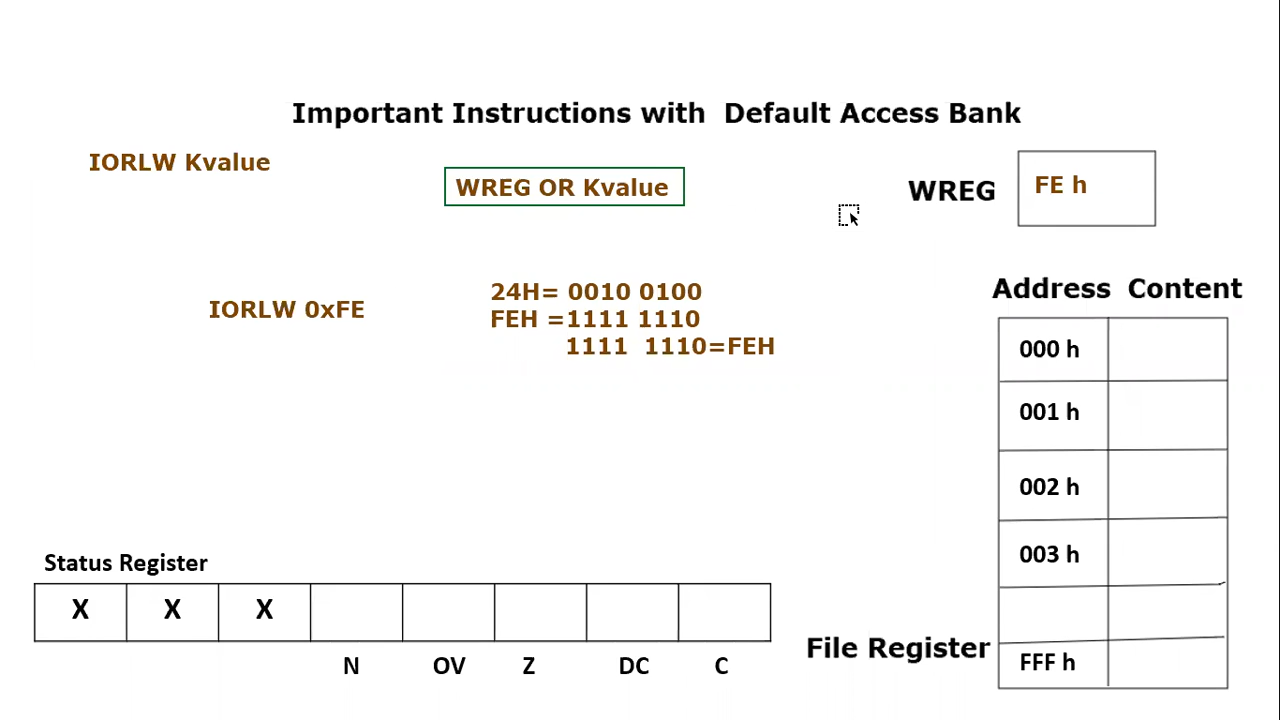 Important Instructions with Default Access Bank
IORLW Kvalue
WREG OR Kvalue
WREG
FE h
IORLW 0xFE
24H= 0010 0100
FEH =1111 1110
1111 1110=FEH
Address Content
000 h
001 h
002 h
003 h
FFF h
File Register
Status Register
X X X
N OV Z DC C